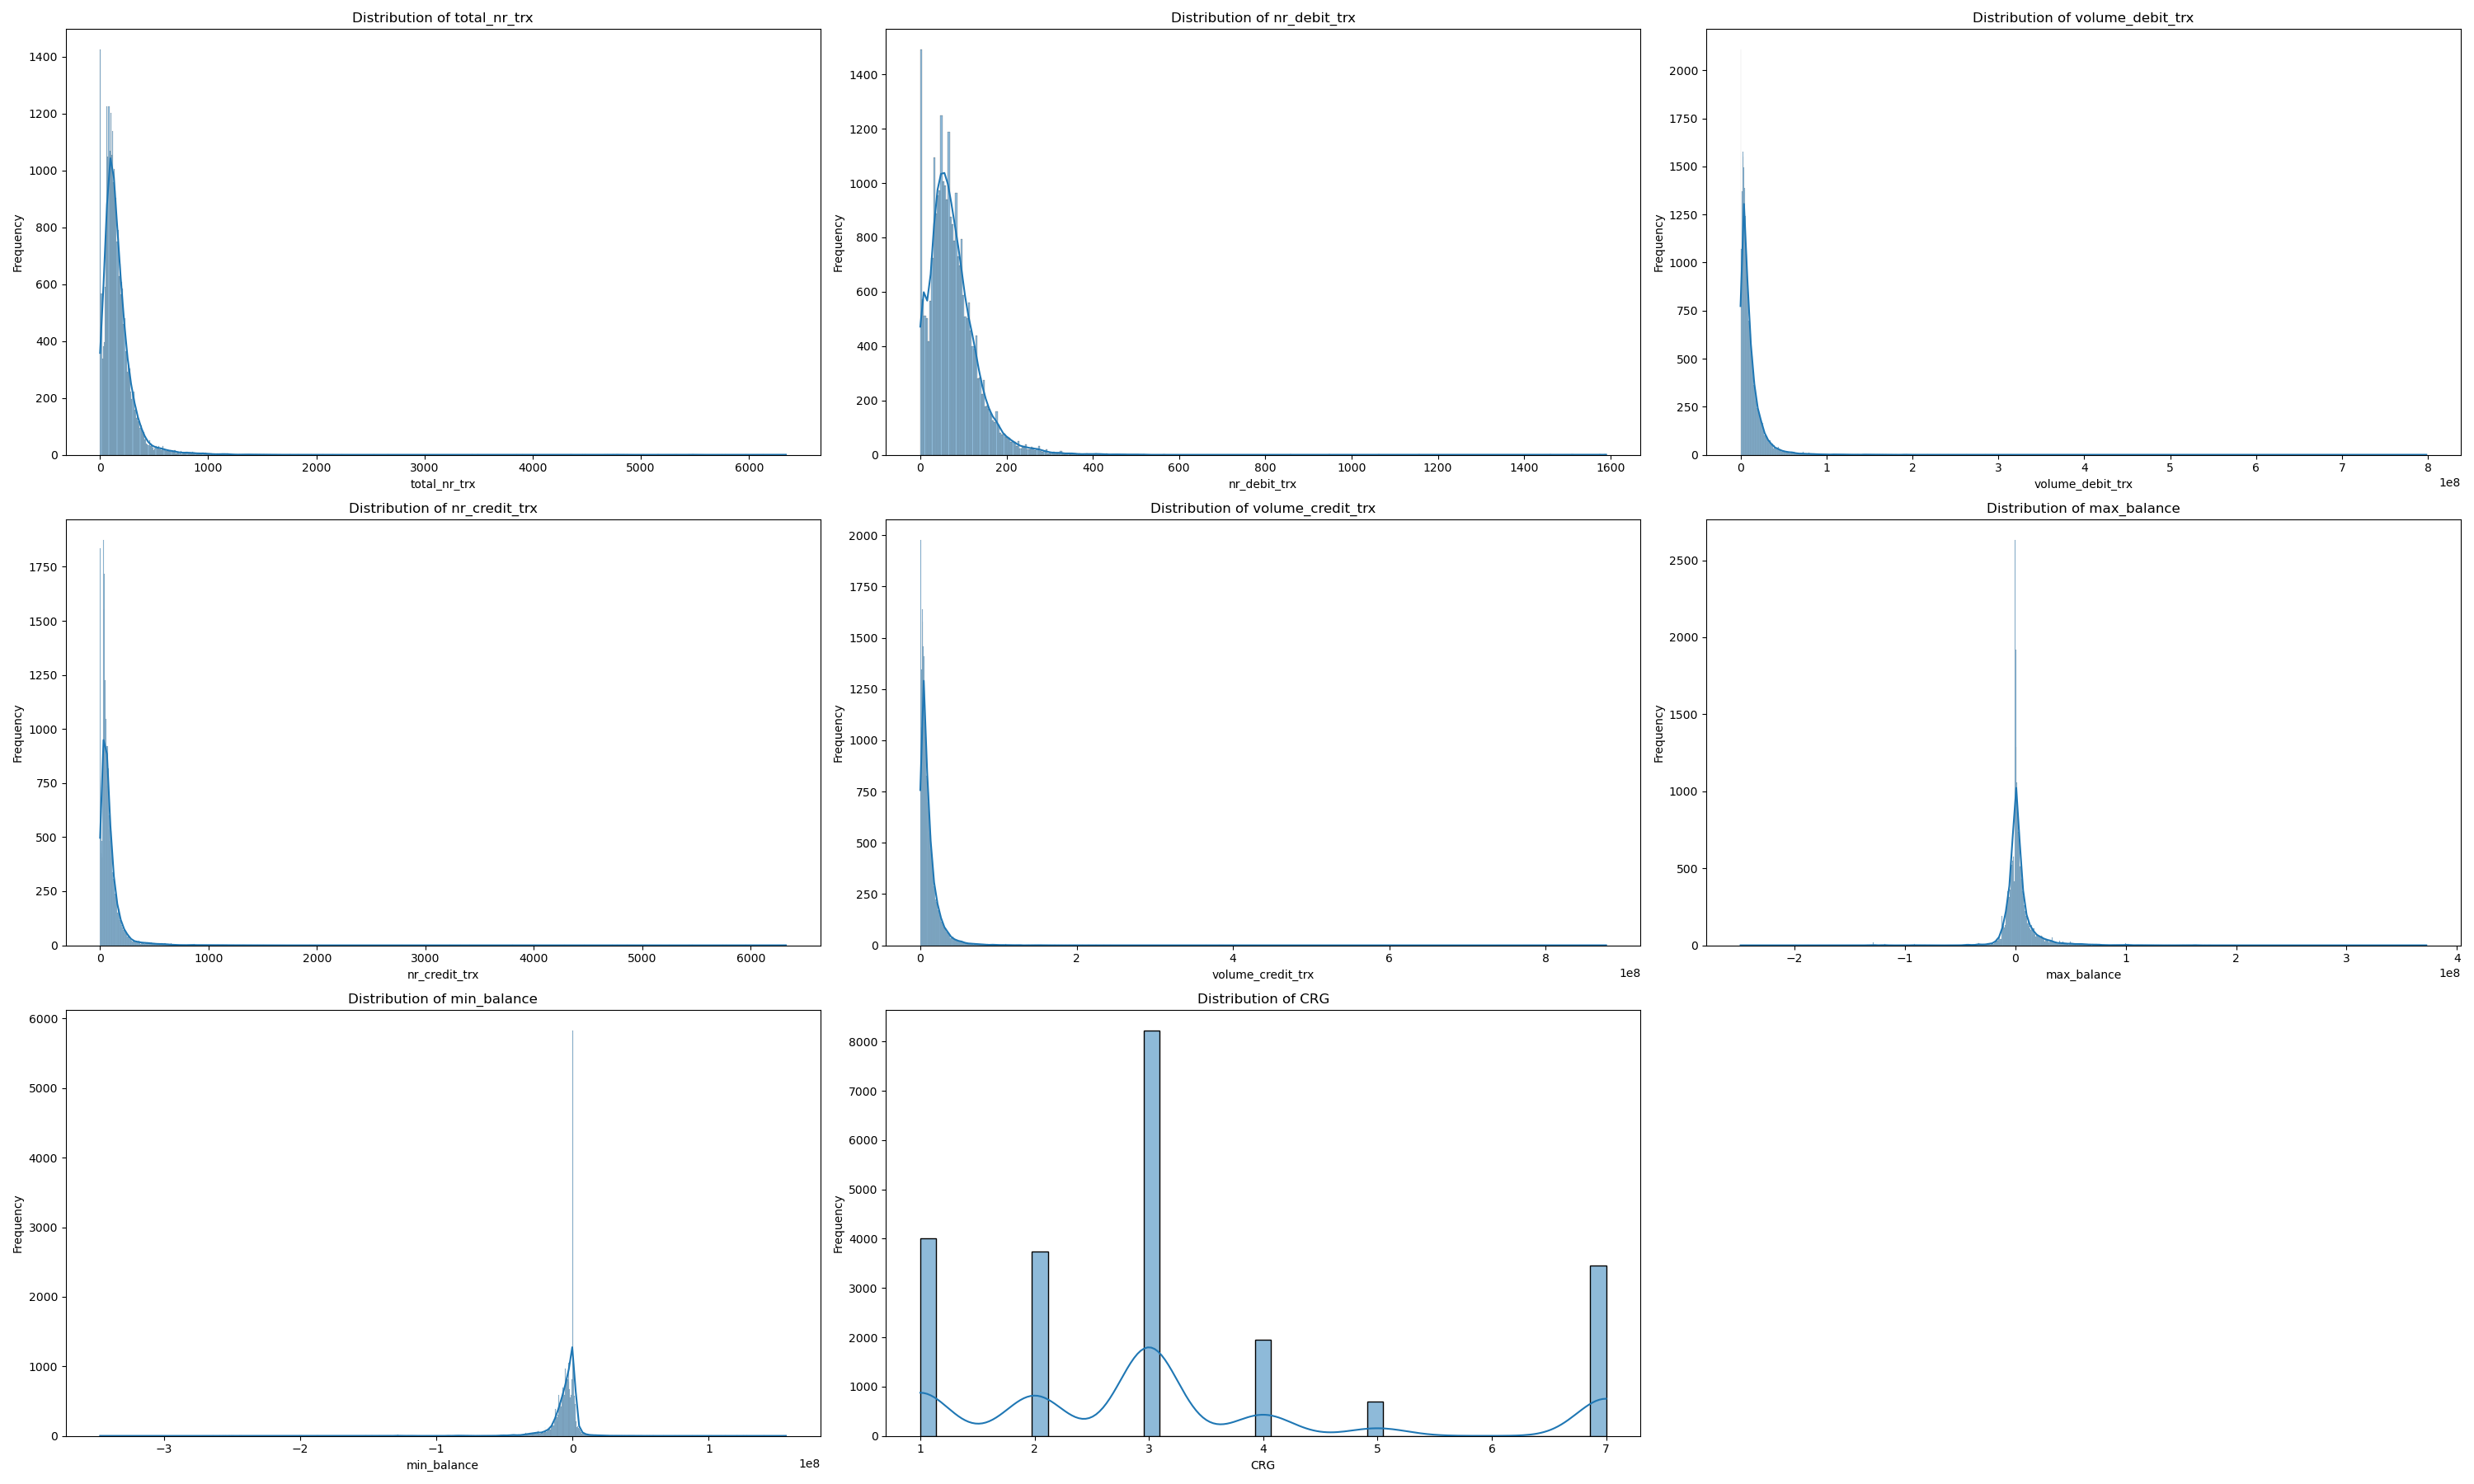 Distribution of total_nr_trx
Frequency
1400
1200
1000
800
600
400
200
0
0 1000 2000 3000 4000 5000 6000
total_nr_trx
Distribution of nr_debit_trx
Frequency
1400
1200
1000
800
600
400
200
0
0 200 400 600 800 1000 1200 1400 1600
nr_debit_trx
Distribution of volume_debit_trx
Frequency
2000
1750
1500
1250
1000
750
500
250
0
0 1 2 3 4 5 6 7 8
1e8
volume_debit_trx
Distribution of nr_credit_trx
Frequency
1750
1500
1250
1000
750
500
250
0
0 1000 2000 3000 4000 5000 6000
nr_credit_trx
Distribution of volume_credit_trx
Frequency
2000
1750
1500
1250
1000
750
500
250
0
0 2 4 6 8
1e8
volume_credit_trx
Distribution of max_balance
Frequency
2500
2000
1500
1000
500
0
−2 −1 0 1 2 3 4
1e8
max_balance
Distribution of min_balance
Frequency
6000
5000
4000
3000
2000
1000
0
−3 −2 −1 0 1
1e8
min_balance
Distribution of CRG
Frequency
8000
7000
6000
5000
4000
3000
2000
1000
0
1 2 3 4 5 6 7
CRG